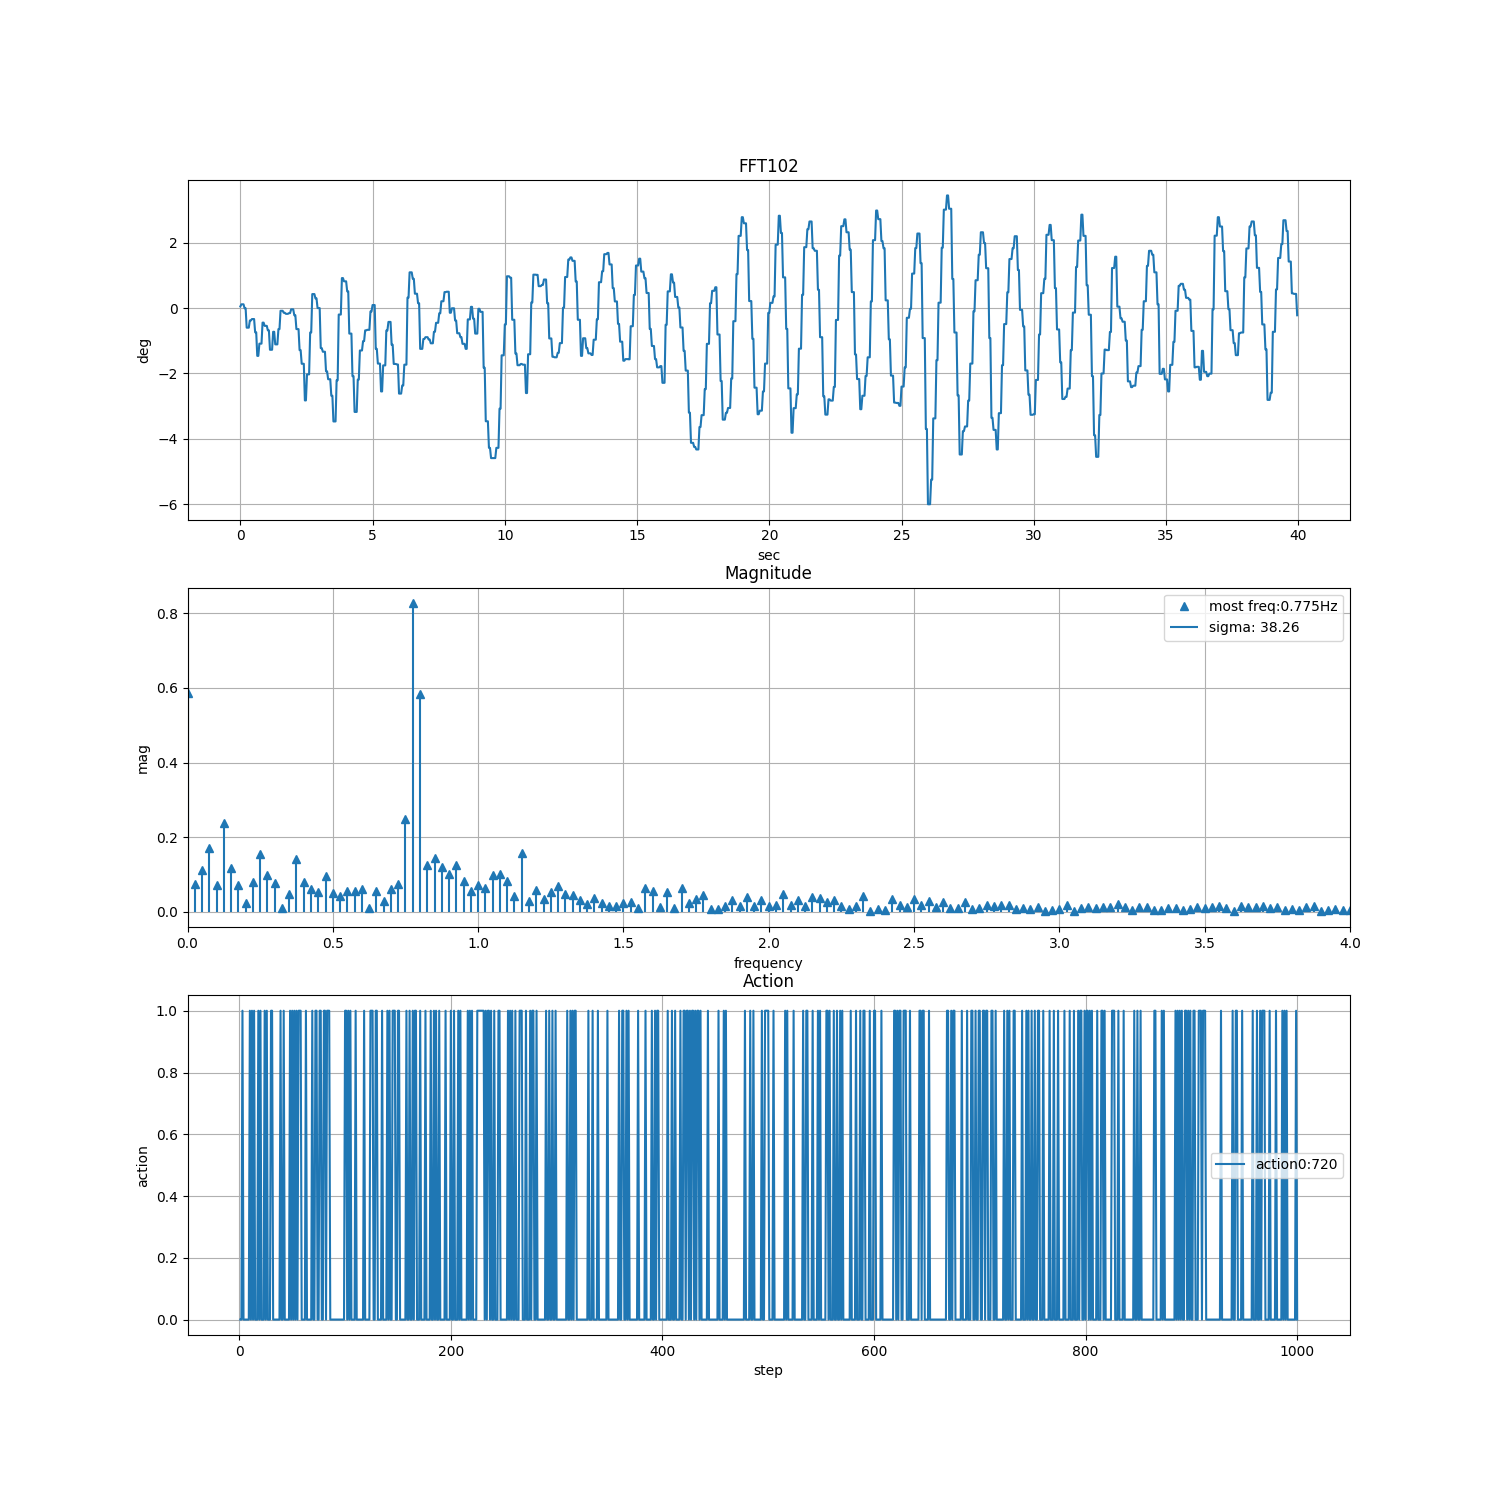 FFT102
2
0
−2
−4
−6
deg
0 5 10 15 20 25 30 35 40
sec
Magnitude
most freq:0.775Hz
sigma: 38.26
0.8
0.6
0.4
0.2
0.0
mag
0.0 0.5 1.0 1.5 2.0 2.5 3.0 3.5 4.0
frequency
Action
1.0
0.8
0.6
0.4
0.2
0.0
action
action0:720
0 200 400 600 800 1000
step